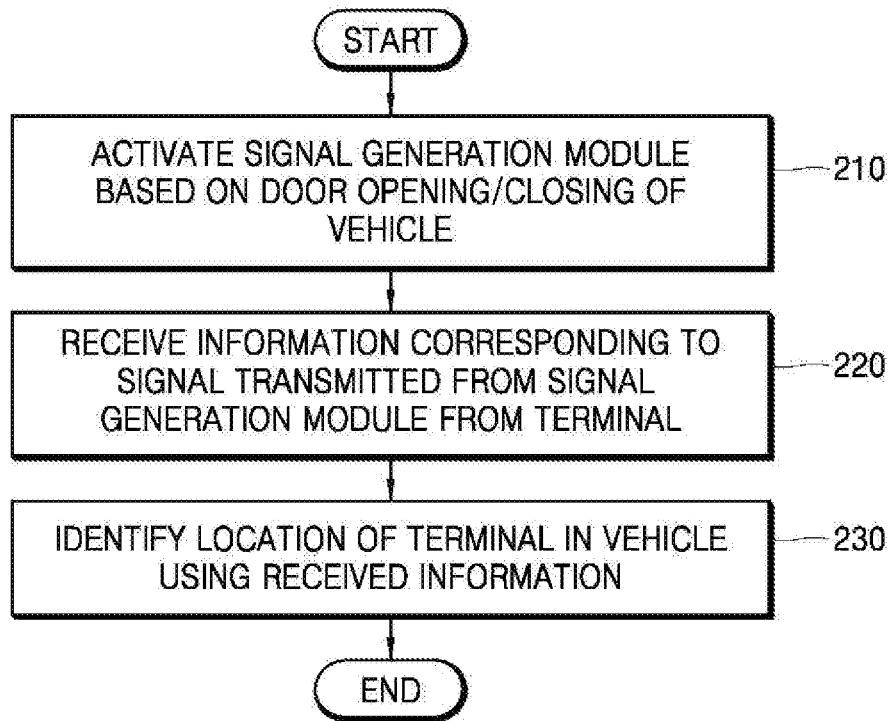 START
ACTIVATE SIGNAL GENERATION MODULE
BASED ON DOOR OPENING/CLOSING OF
VEHICLE
210
RECEIVE INFORMATION CORRESPONDING TO
SIGNAL TRANSMITTED FROM SIGNAL
GENERATION MODULE FROM TERMINAL
220
IDENTIFY LOCATION OF TERMINAL IN VEHICLE
USING RECEIVED INFORMATION
230
END